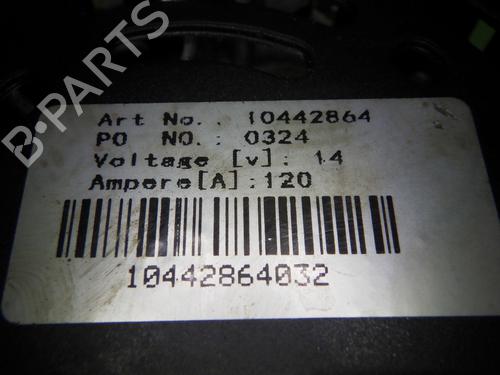 Art No.: 10442864
PO NO.: 0324
Voltage [v]: 14
Ampere[A]:120
10442864032
B-PARTS